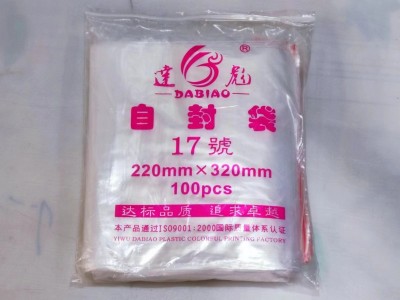 達 彪 ®
DABIAO
自封袋
17號
220mm×320mm
100pcs
达标品质 追求卓越
本产品通过ISO9001:2000国际质量体系认证
YIWU DABIAO PLASTIC COLORFUL PRINTING FACTORY